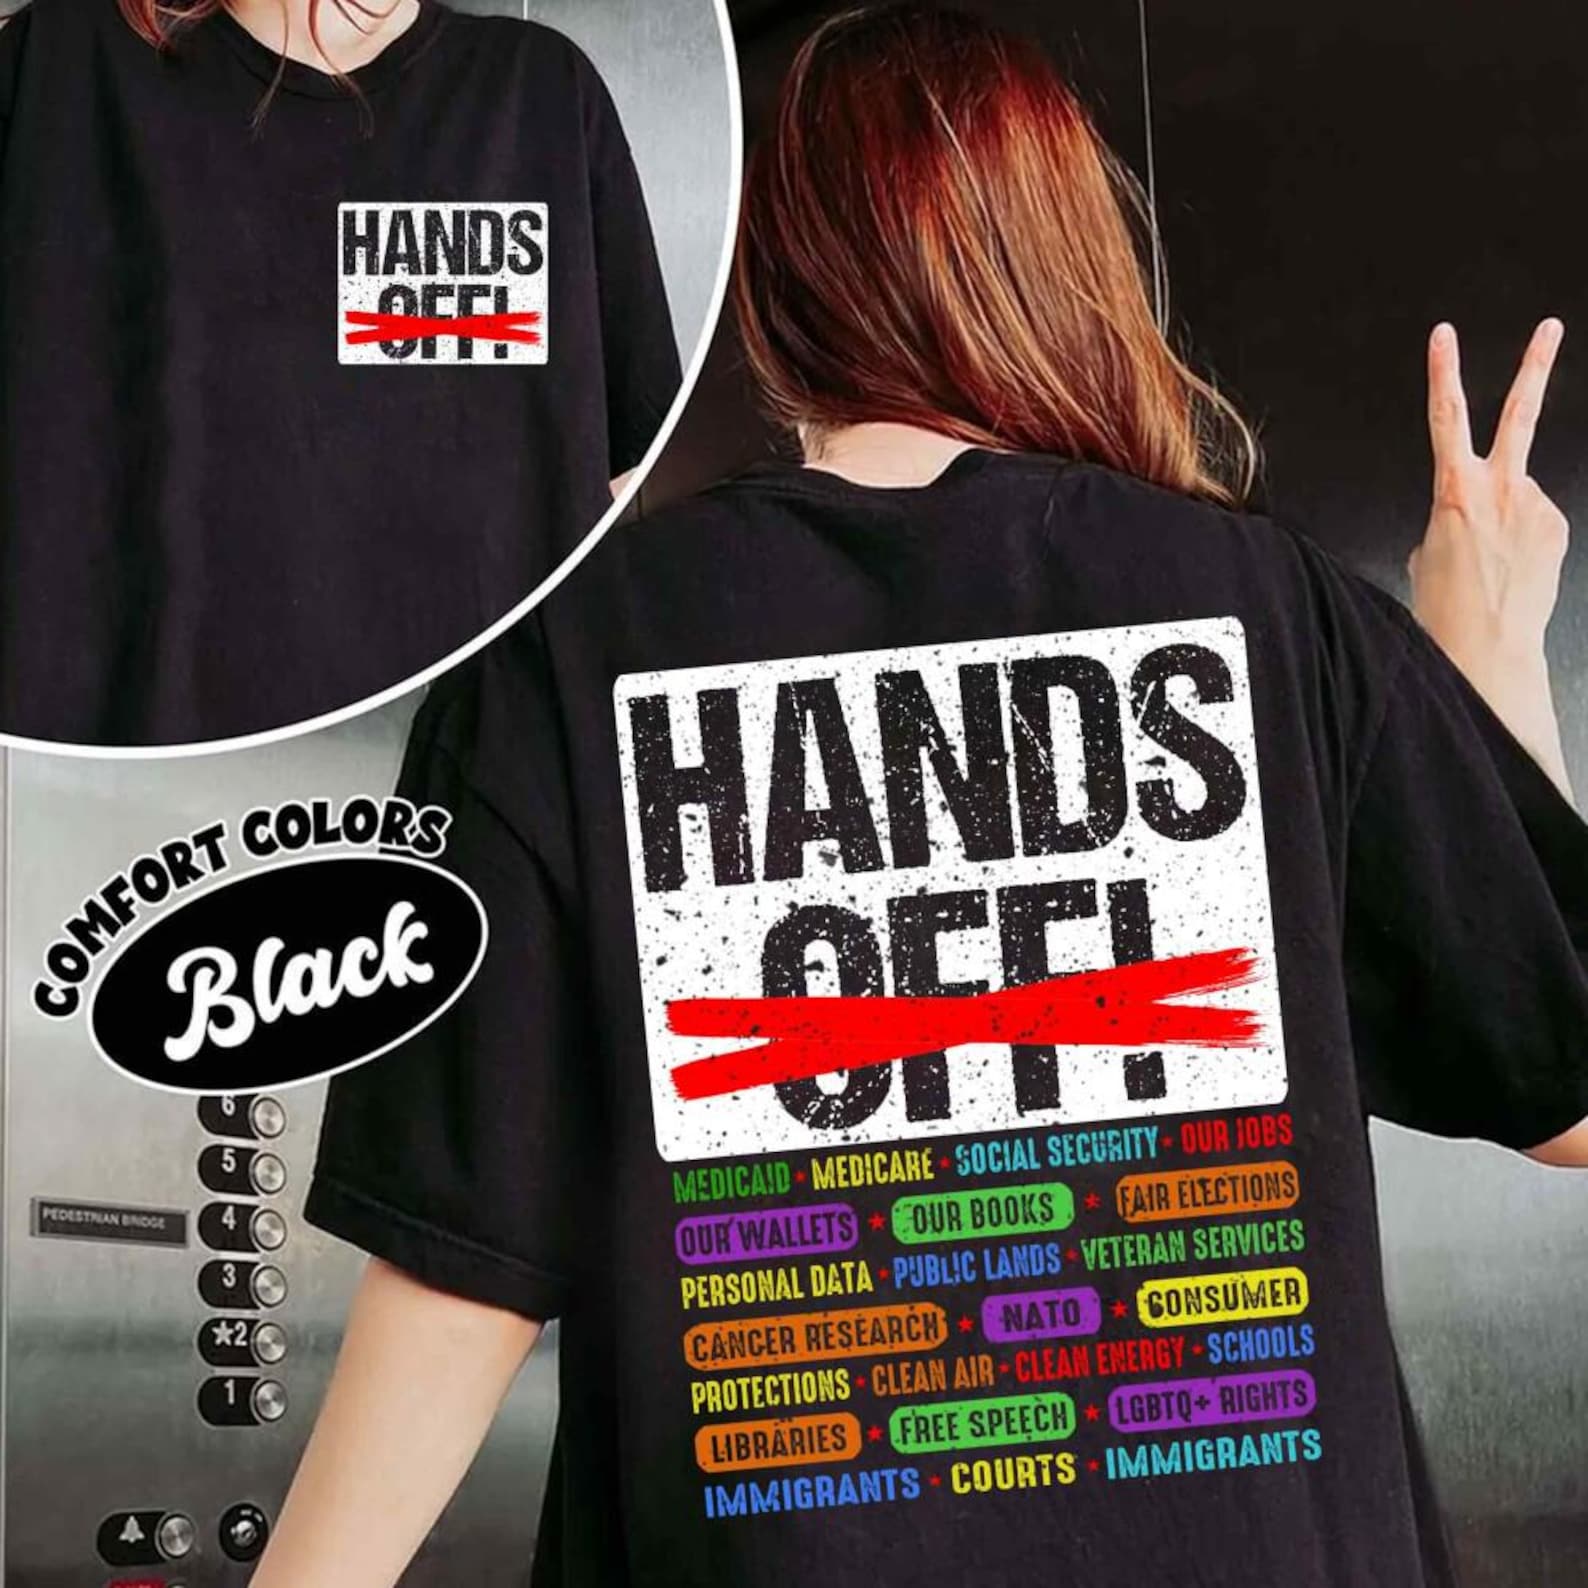 HANDS
OFF!
COMFORT COLORS
Black
6
5
PEDESTRIAN BRIDGE
4
3
★2
1
HANDS
OFF!
MEDICAID ★ MEDICARE ★ SOCIAL SECURITY ★ OUR JOBS
OUR WALLETS ★ OUR BOOKS ★ FAIR ELECTIONS
PERSONAL DATA ★ PUBLIC LANDS ★ VETERAN SERVICES
CANCER RESEARCH ★ NATO ★ CONSUMER
PROTECTIONS ★ CLEAN AIR ★ CLEAN ENERGY ★ SCHOOLS
LIBRARIES ★ FREE SPEECH ★ LGBTQ+ RIGHTS
IMMIGRANTS ★ COURTS ★ IMMIGRANTS